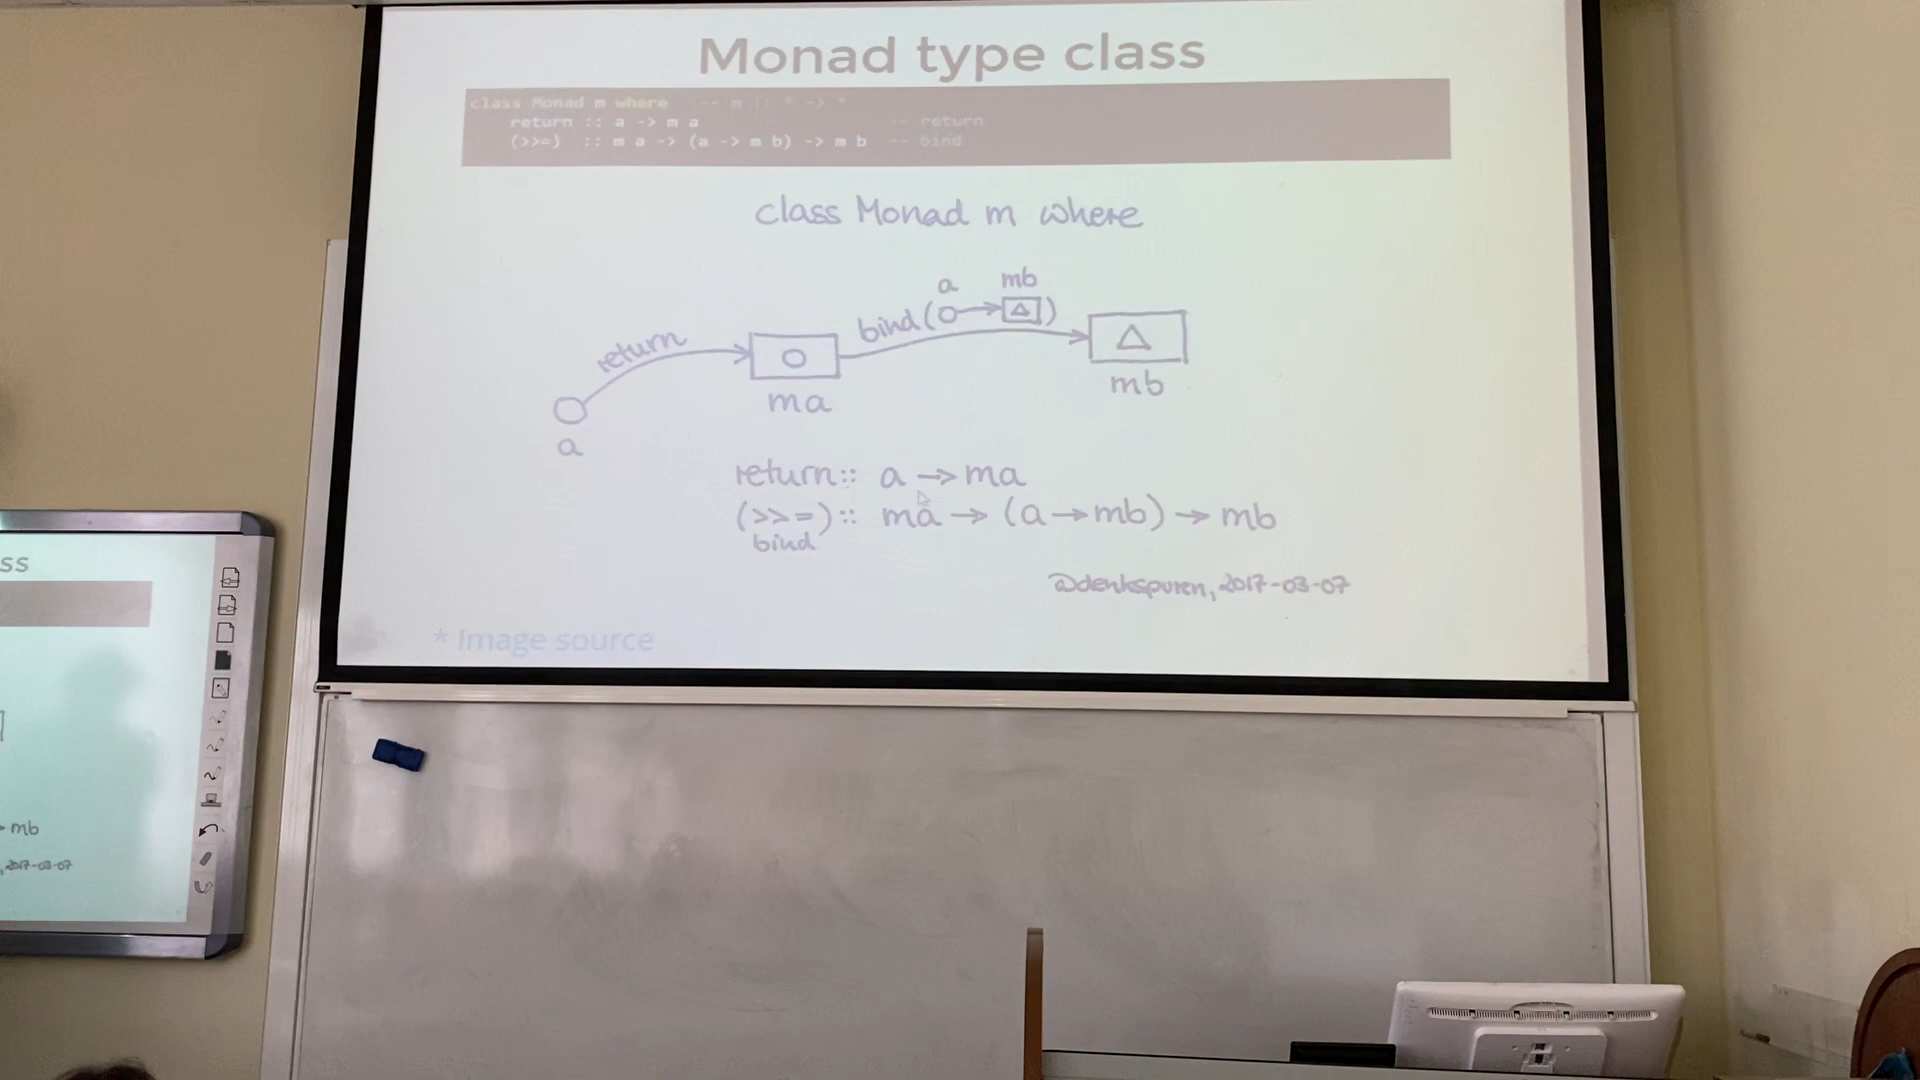 Monad type class
class Monad m where -- m :: * -> *
return :: a -> m a -- return
(>>=) :: m a -> (a -> m b) -> m b -- bind
class Monad m where
a mb
bind( )
return
ma
mb
a
return :: a → ma
(>>=) :: ma → (a → mb) → mb
bind
@denkspuren, 2017-03-07
* Image source
ss
mb
, 2017-03-07